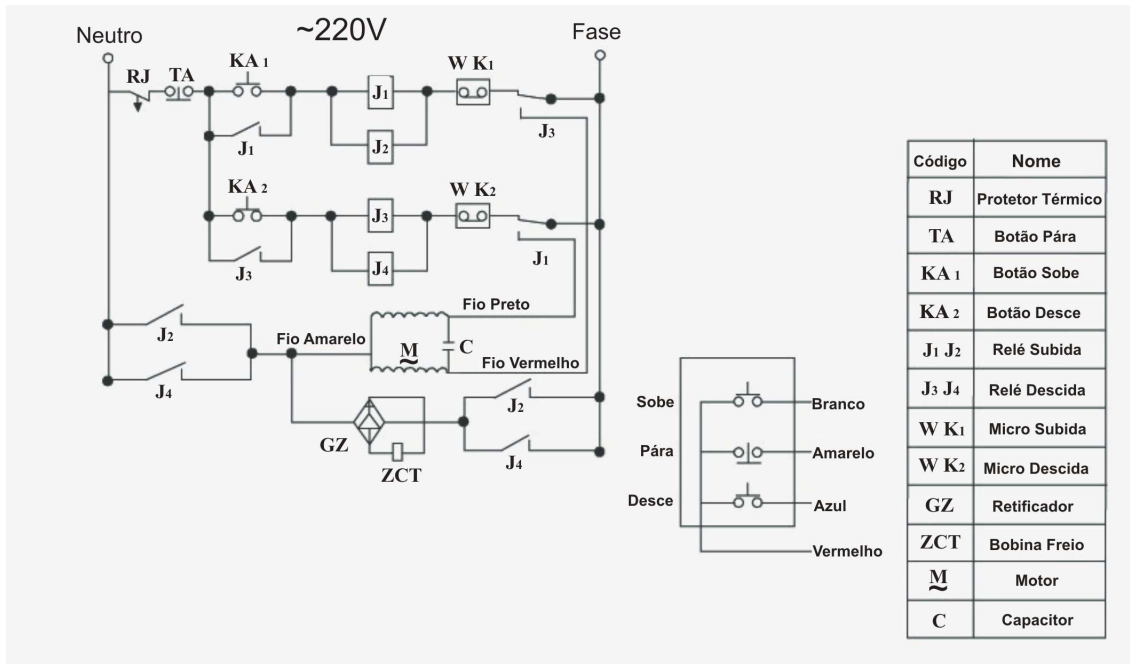 Neutro
~220V
Fase
RJ
TA
KA 1
J1
J1
J2
W K1
J3
KA 2
J3
J3
J4
W K2
J1
Fio Preto
J2
Fio Amarelo
M
~
C
Fio Vermelho
J4
GZ
ZCT
J2
J4
Sobe
Branco
Pára
Amarelo
Desce
Azul
Vermelho
Código Nome
RJ Protetor Térmico
TA Botão Pára
KA 1 Botão Sobe
KA 2 Botão Desce
J1 J2 Relé Subida
J3 J4 Relé Descida
W K1 Micro Subida
W K2 Micro Descida
GZ Retificador
ZCT Bobina Freio
M
~ Motor
C Capacitor